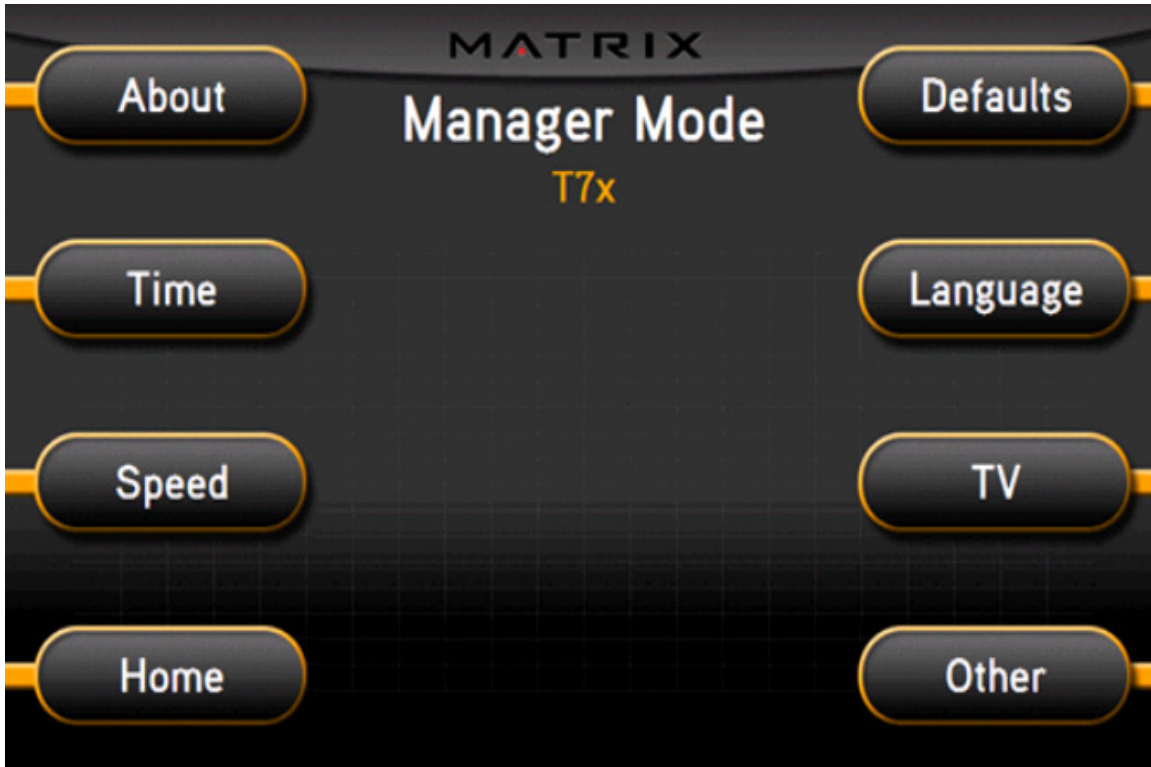 MATRIX
Manager Mode
T7x
About
Defaults
Time
Language
Speed
TV
Home
Other